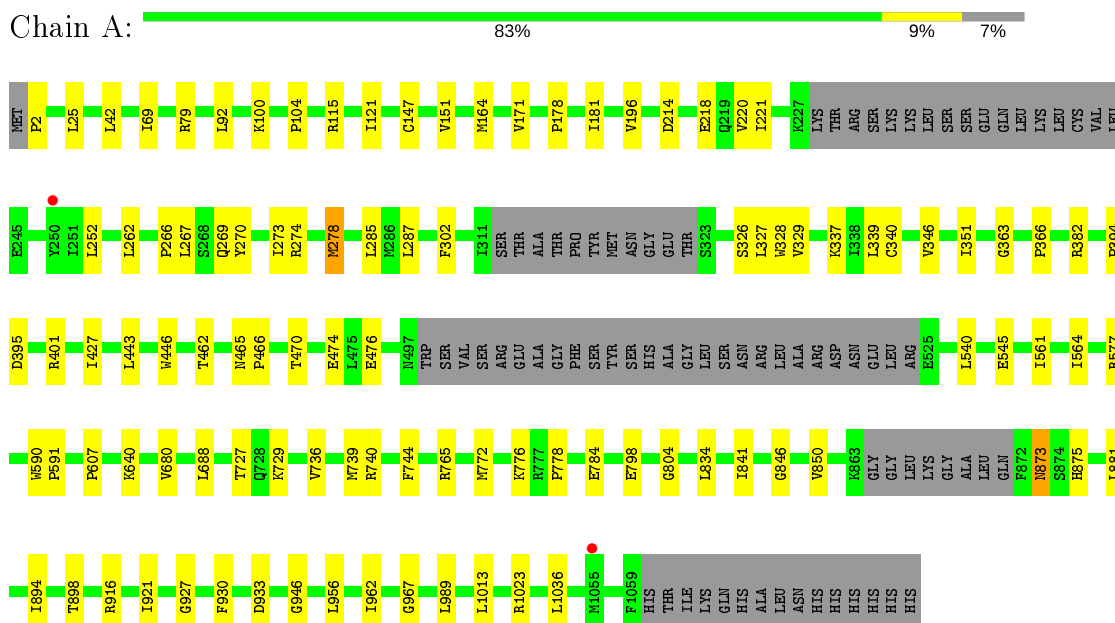 Chain A:
83% 9% 7%
MET P2 L25 L42 I69 R79 L92 K100 P104 R115 I121 C147 V151 M164 V171 P178 I181 V196 D214 E218 Q219 V220 I221 K227 LYS THR ARG SER LYS LYS LEU SER SER GLU GLN LEU LYS LEU CYS VAL LEU
E245 Y250 I251 L252 L262 P266 L267 S268 Q269 Y270 I273 R274 M278 L285 M286 L287 F302 I311 SER THR ALA THR PRO TYR MET ASN GLY GLU THR S323 S326 L327 W328 V329 K337 I338 L339 C340 V346 I351 G363 P366 R382
D395 R401 I427 L443 W446 T462 N465 P466 T470 E474 L475 E476 N497 TRP SER VAL SER ARG GLU ALA GLY PHE SER TYR SER HIS ALA GLY LEU SER ASN ARG LEU ALA ARG ASP ASN GLU LEU ARG E525 L540 E545 I561 I564 R577
W590 P591 P607 K640 V680 L688 T727 Q728 K729 V736 M739 R740 F744 R765 M772 K776 R777 P778 E784 E798 G804 L834 I841 G846 V850 K863 GLY GLY LEU LYS GLY ALA LEU GLN F872 N873 S874 H875
I894 T898 R916 I921 G927 F930 D933 G946 L956 I962 G967 L989 L1013 R1023 L1036 M1055 F1059 HIS THR ILE LYS GLN HIS ALA LEU ASN HIS HIS HIS HIS HIS HIS